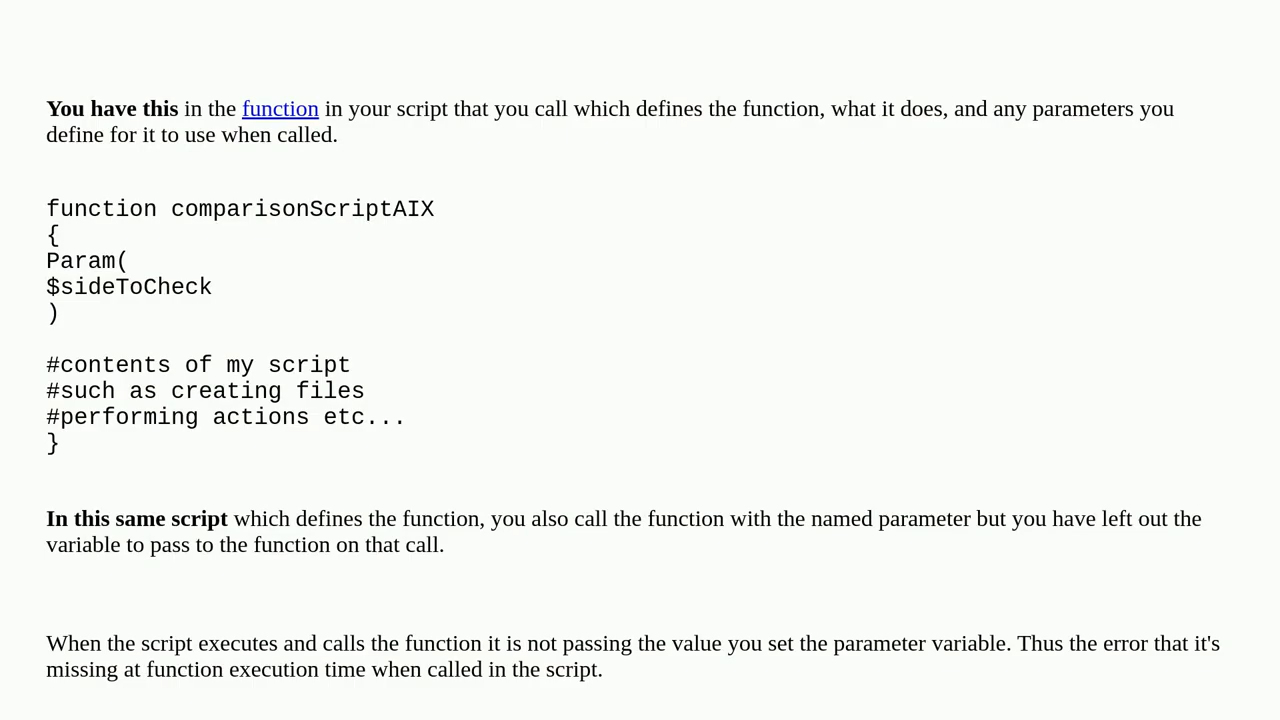 You have this in the function in your script that you call which defines the function, what it does, and any parameters you
define for it to use when called.
function comparisonScriptAIX
{
Param(
$sideToCheck
)
#contents of my script
#such as creating files
#performing actions etc...
}
In this same script which defines the function, you also call the function with the named parameter but you have left out the
variable to pass to the function on that call.
When the script executes and calls the function it is not passing the value you set the parameter variable. Thus the error that it's
missing at function execution time when called in the script.